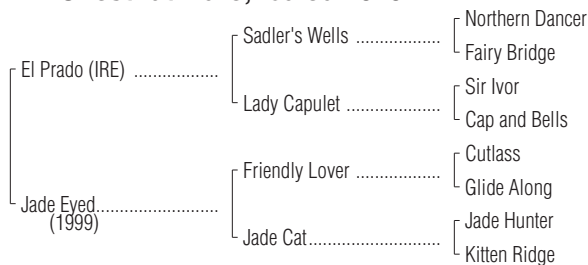 Northern Dancer
Sadler's Wells ....................
Fairy Bridge
El Prado (IRE) ..................
Sir Ivor
Lady Capulet ......................
Cap and Bells
Cutlass
Friendly Lover ....................
Glide Along
Jade Eyed..........................
(1999)
Jade Hunter
Jade Cat.............................
Kitten Ridge